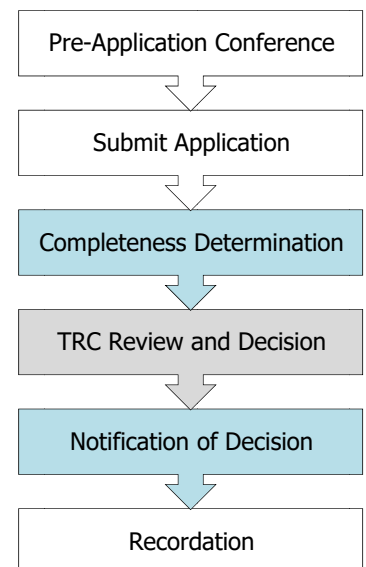 Pre-Application Conference
Submit Application
Completeness Determination
TRC Review and Decision
Notification of Decision
Recordation